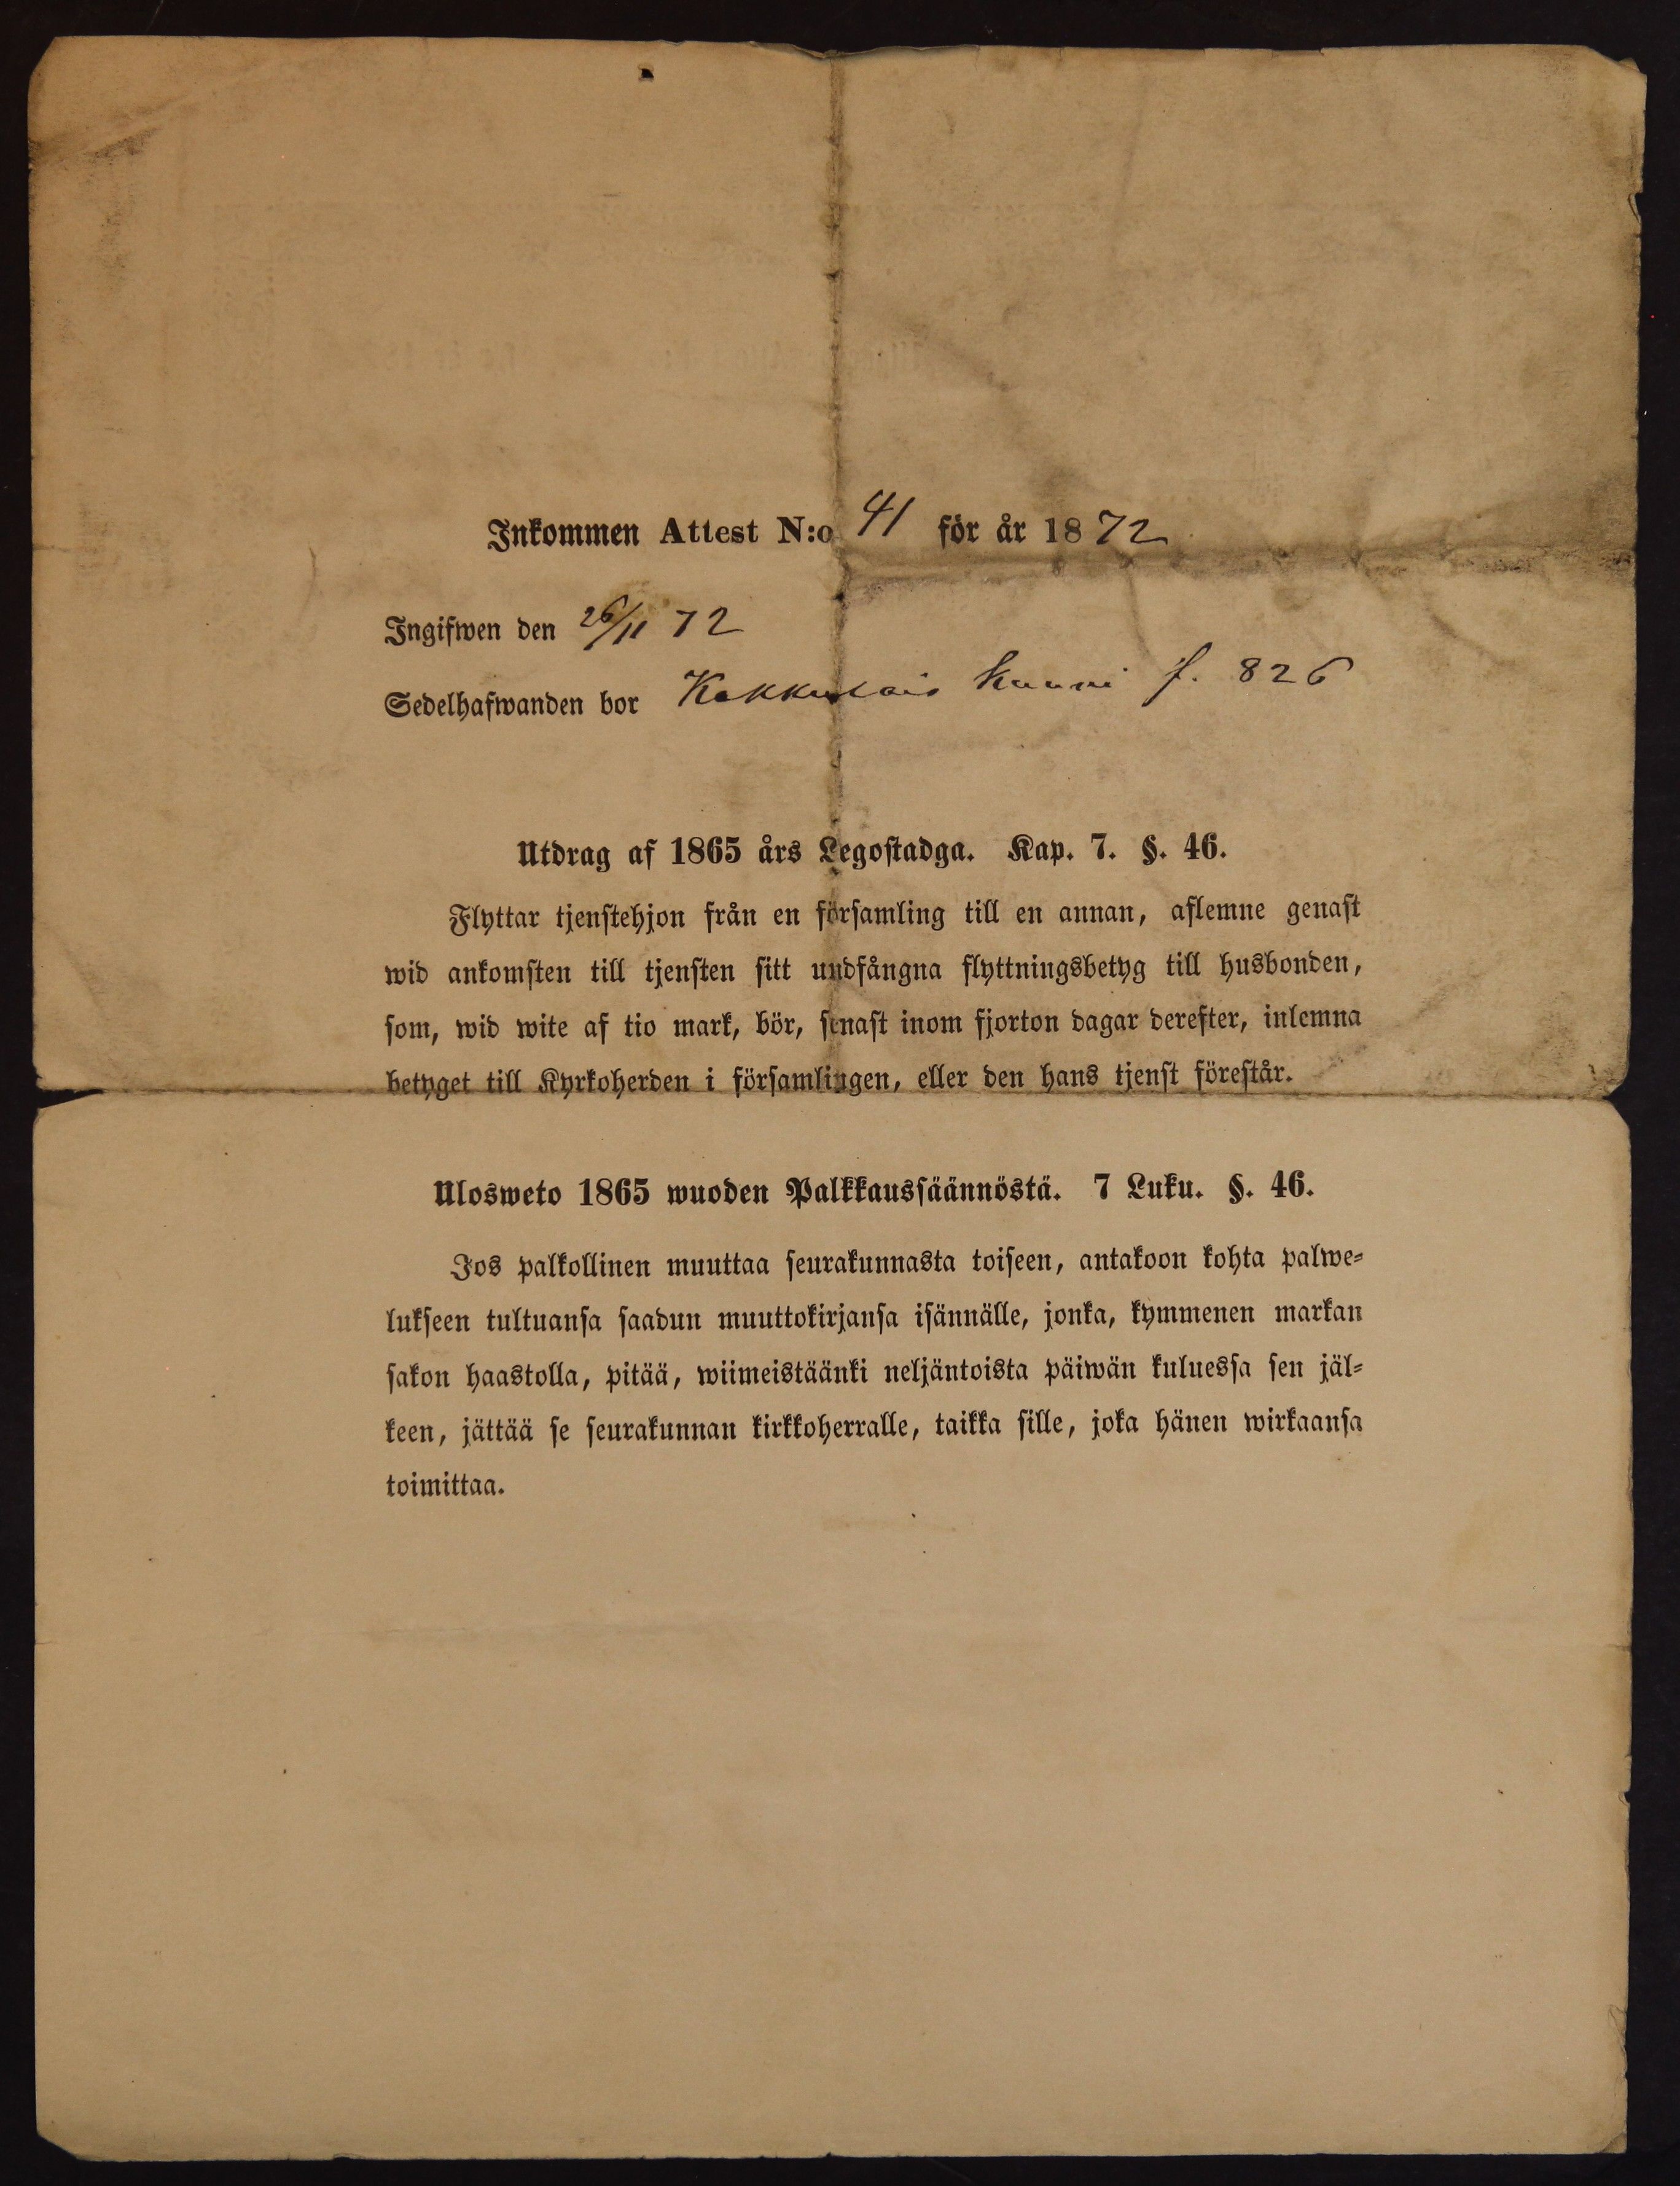 Inkommen Attest N:o 41 för år 1872
Ingifwen den 26/11 72
Sedelhafwanden bor f. 826
Utdrag af 1865 års Legostadga. Kap. 7. §. 46.
Flyttar tjenstehjon från en församling till en annan, aflemne genast
wid ankomsten till tjensten sitt undfångna flyttningsbetyg till husbonden,
som, wid wite af tio mark, bör, senast inom fjorton dagar derefter, inlemna
betyget till Kyrkoherden i församlingen, eller den hans tjenst förestår.
Ulosweto 1865 wuoden Palkkaussäännöstä. 7 Luku. §. 46.
Jos palkollinen muuttaa seurakunnasta toiseen, antakoon kohta palwe-
lukseen tultuansa saadun muuttokirjansa isännälle, jonka, kymmenen markan
sakon haastolla, pitää, wiimeistäänki neljäntoista päiwän kuluessa sen jäl-
keen, jättää se seurakunnan kirkkoherralle, taikka sille, joka hänen wirkaansa
toimittaa.